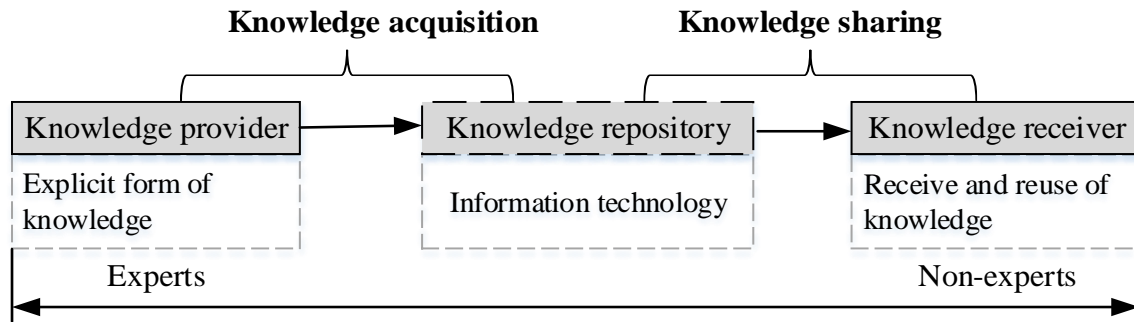 Knowledge acquisition
Knowledge sharing
Knowledge provider
Knowledge repository
Knowledge receiver
Explicit form of
knowledge
Information technology
Receive and reuse of
knowledge
Experts
Non-experts